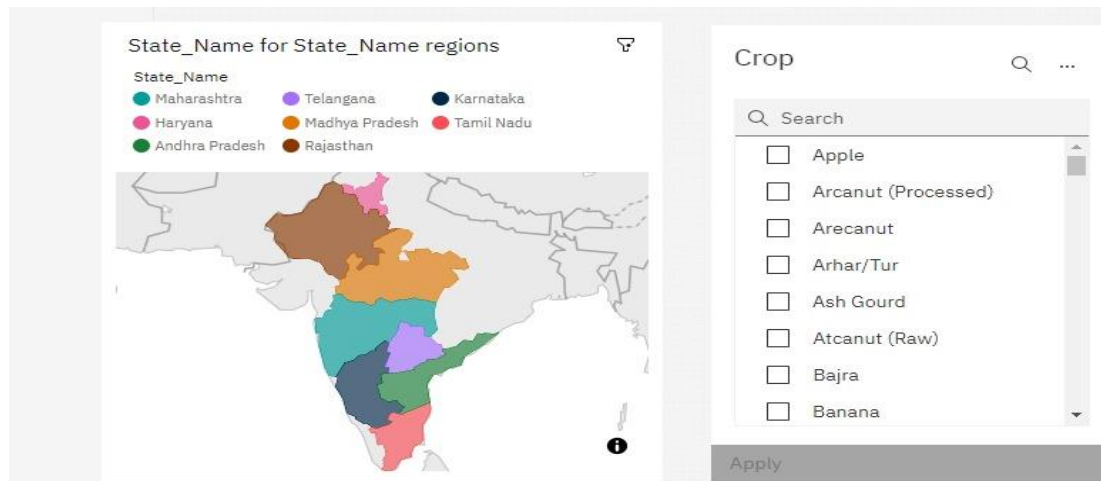 State_Name for State_Name regions
State_Name
Maharashtra Telangana Karnataka
Haryana Madhya Pradesh Tamil Nadu
Andhra Pradesh Rajasthan
Crop
Search
Apple
Arcanut (Processed)
Arecanut
Arhar/Tur
Ash Gourd
Atcanut (Raw)
Bajra
Banana
Apply